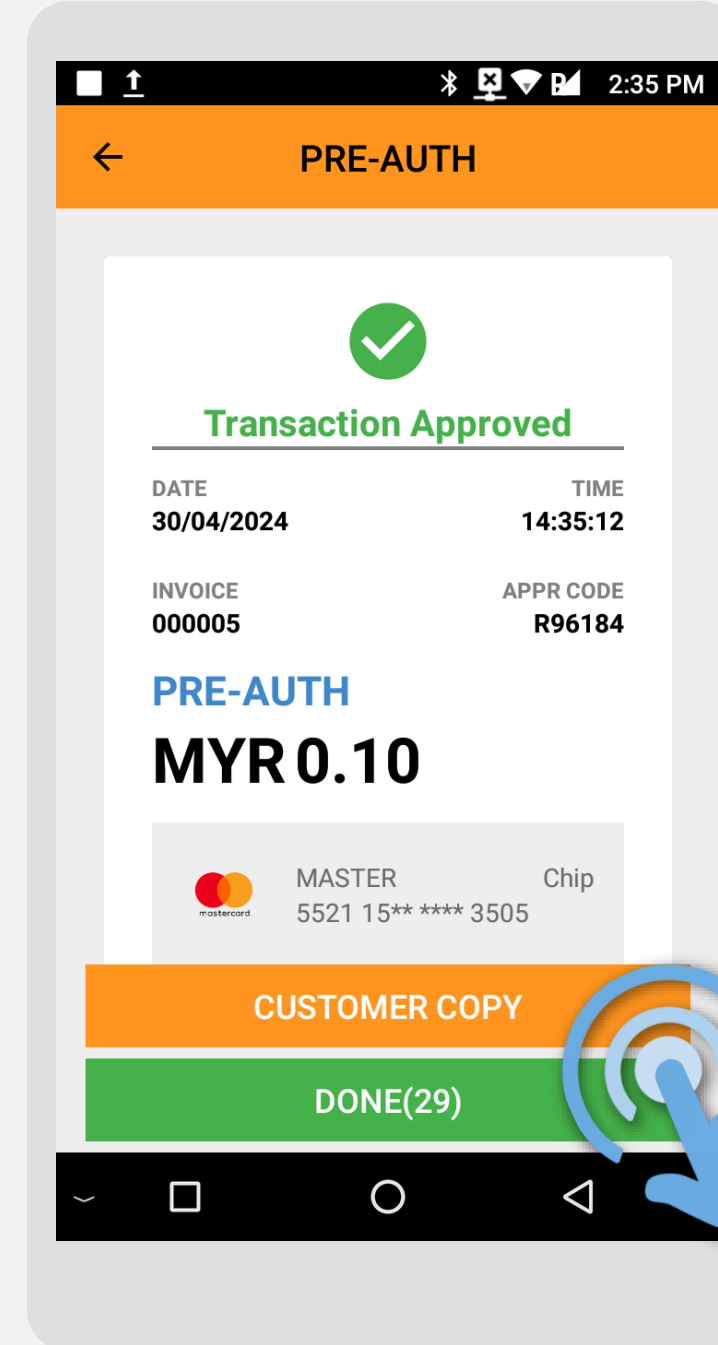 2:35 PM
PRE-AUTH
Transaction Approved
DATE TIME
30/04/2024 14:35:12
INVOICE APPR CODE
000005 R96184
PRE-AUTH
MYR 0.10
MASTER Chip
mastercard 5521 15** **** 3505
CUSTOMER COPY
DONE(29)